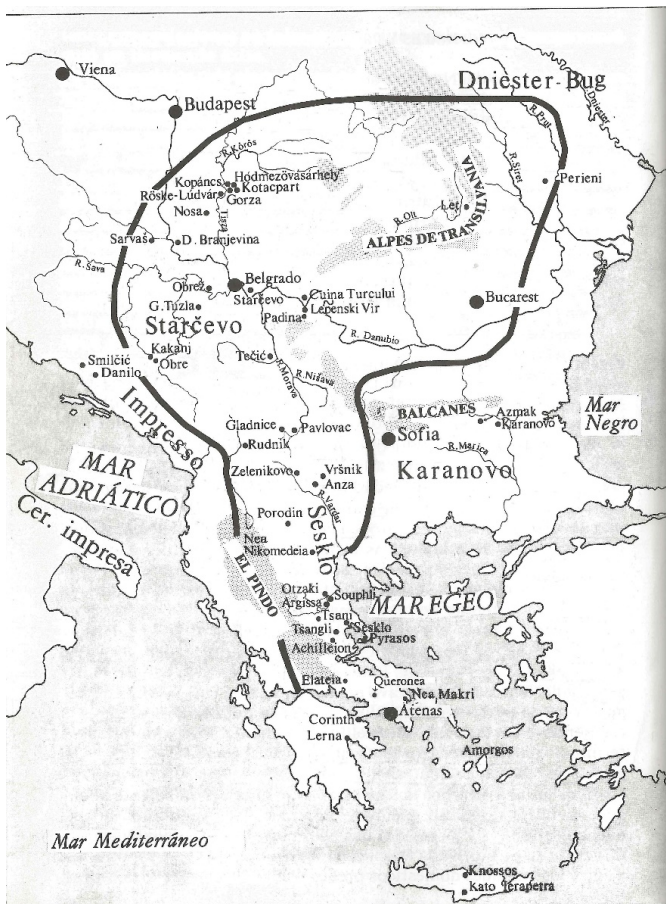 Viena
Budapest
Dniéster-Bug
R. Prut
Dniester
R. Siret
R. Körös
Perieni
Kopáncs
Hódmezövásárhely
Kotacpart
Röske-Ludvár
Gorza
Nosa
Tisza
ALPES DE TRANSILVANIA
Let
R. Olt
Sarvaš
D. Branjevina
R. Sava
Belgrado
Obrež
Starčevo
Cuina Turcului
Lepenski Vir
Bucarest
G. Tuzla
Padina
Starčevo
R. Danubio
Kakanj
Obre
Smilčić
Danilo
Tečić
R. Morava
R. Nišava
Impresso
BALCANES
Azmak
Karanovo
Mar
Negro
Gladnice
Pavlovac
Sofia
Rudnik
R. Marica
MAR
ADRIÁTICO
Karanovo
Zelenikovo
Vršnik
Anza
R. Vardar
Cer. impresa
Porodin
Sesklo
Nea
Nikomedeia
EL PINDO
Otzaki
Souphli
Argissa
MAR EGEO
Tsani
Tsangli
Sesklo
Pyrasos
Achilleion
Elateia
Queronea
Nea Makri
Atenas
Corinth
Lerna
Amorgos
Mar Mediterráneo
Knossos
Kato Ierapetra